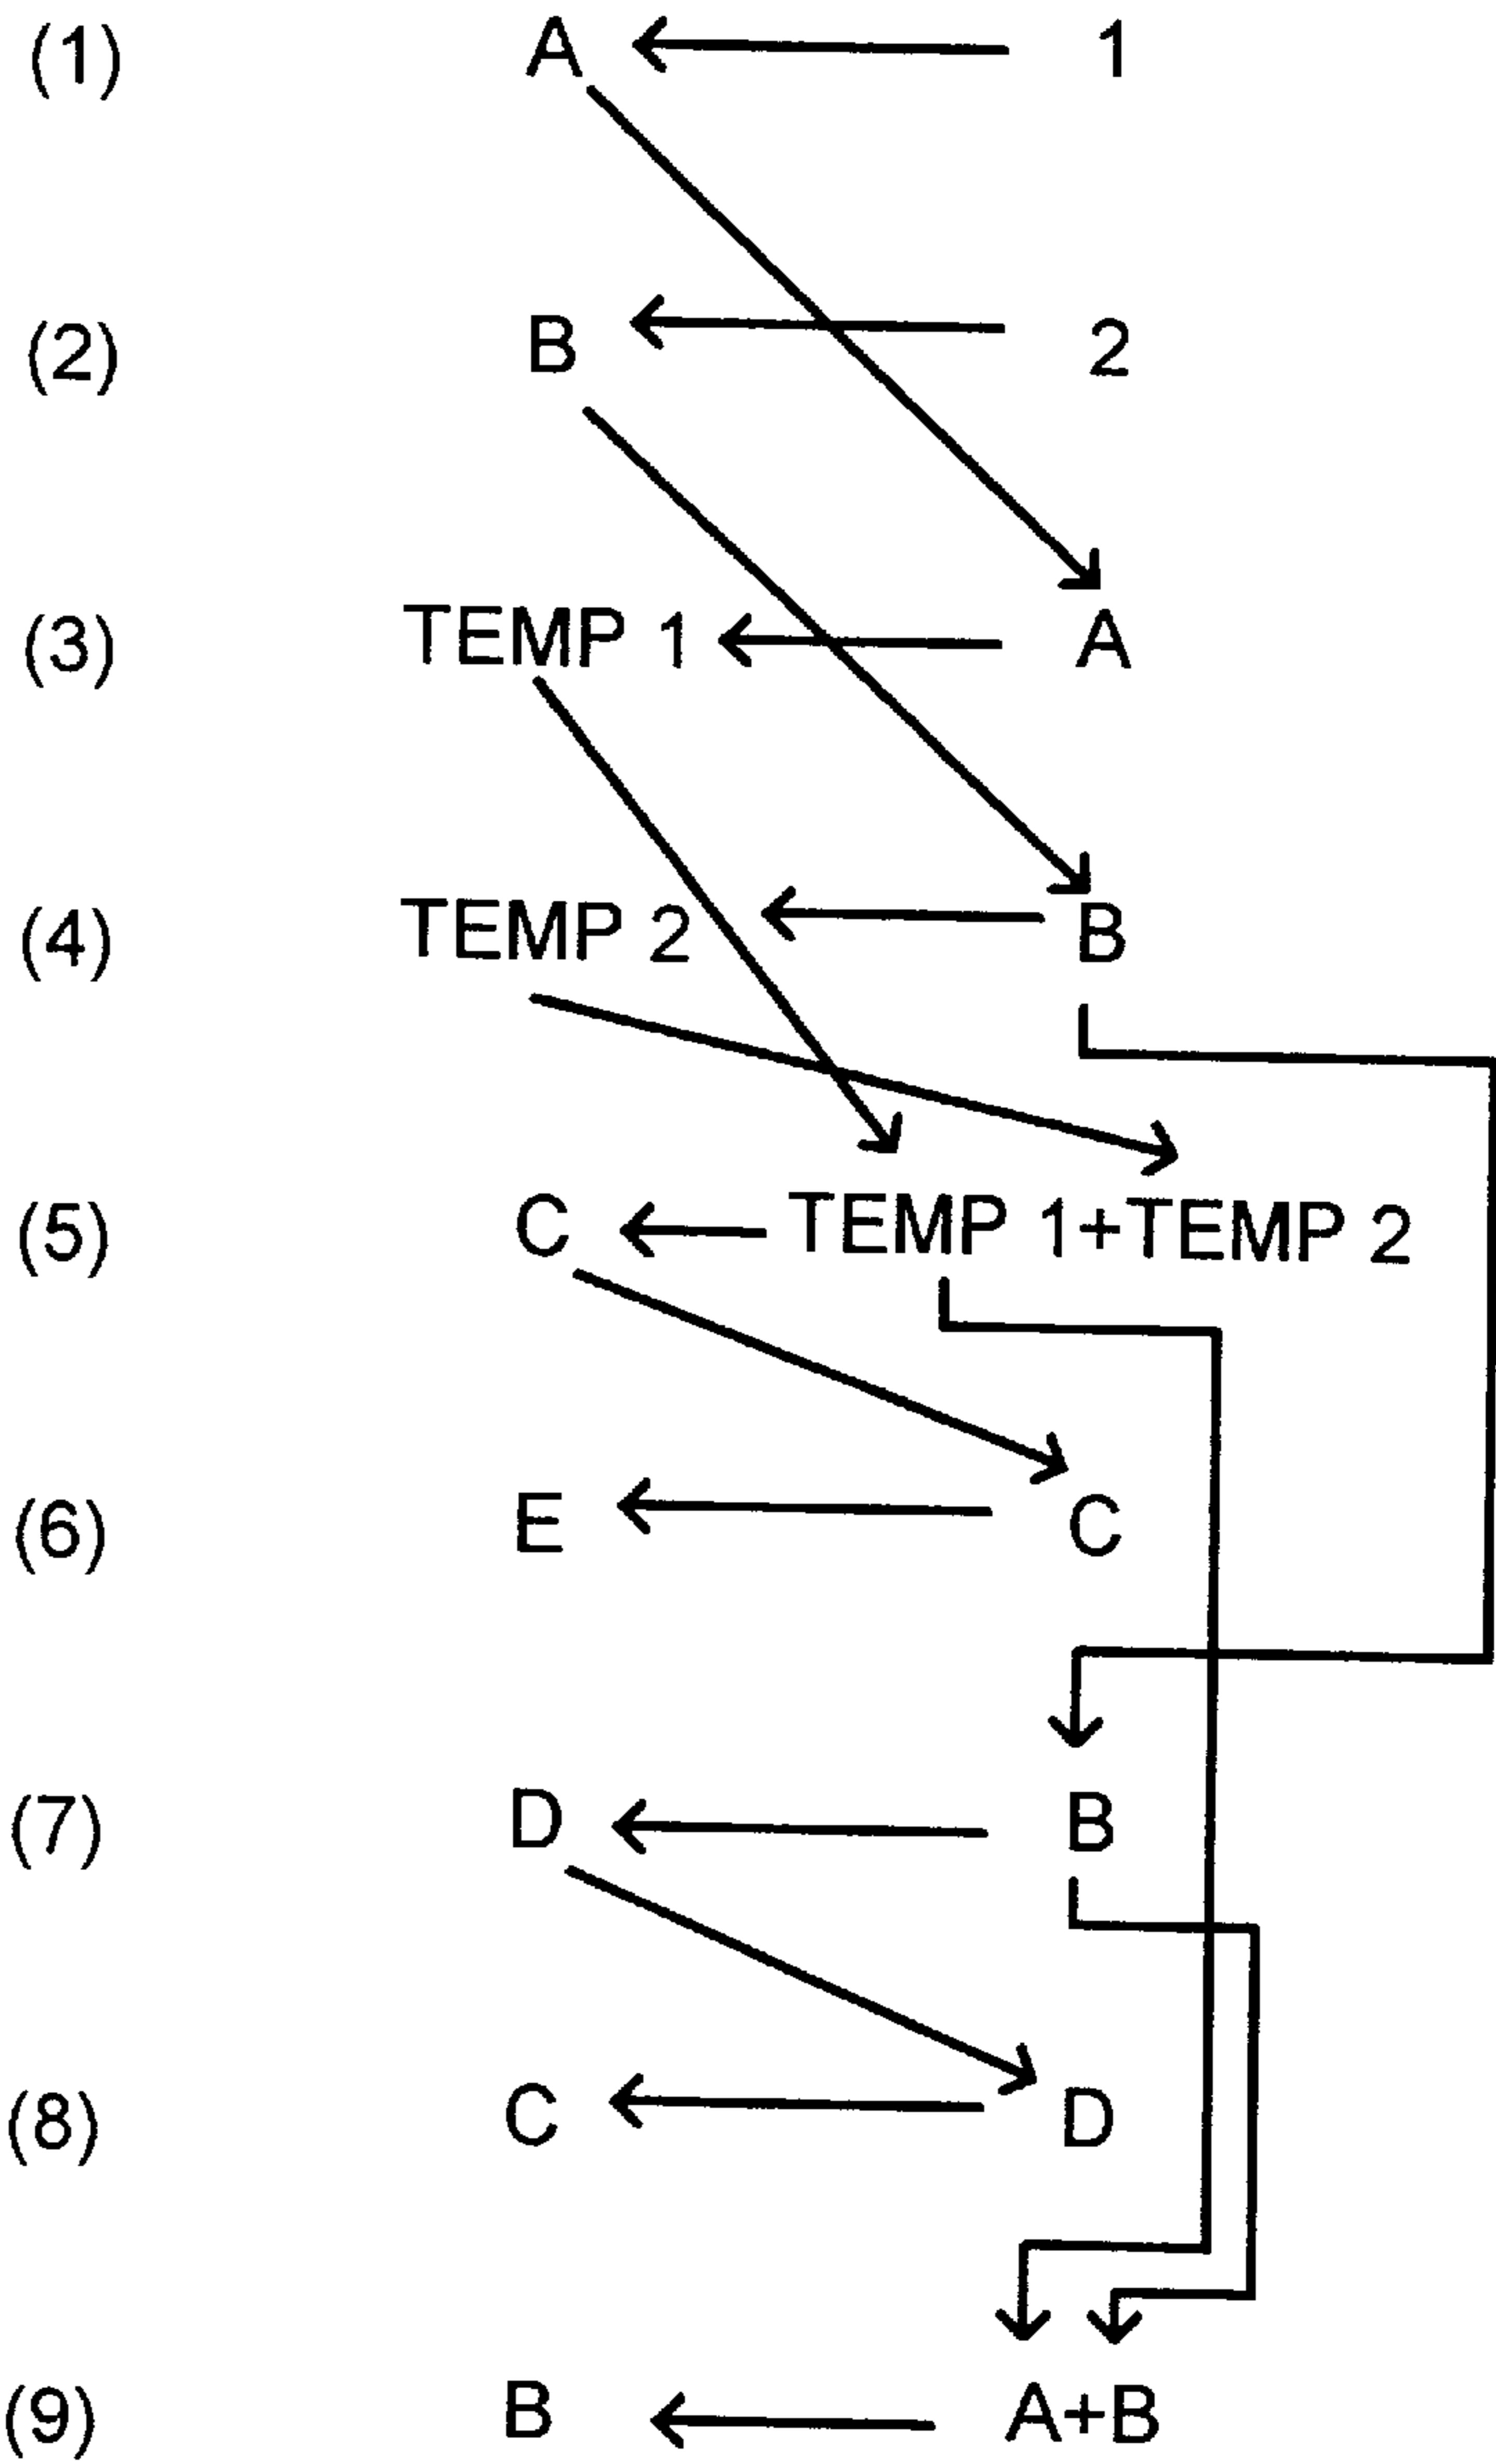 (1) A ← 1
(2) B ← 2
(3) TEMP 1 ← A
(4) TEMP 2 ← B
(5) C ← TEMP 1+TEMP 2
(6) E ← C
(7) D ← B
(8) C ← D
(9) B ← A+B